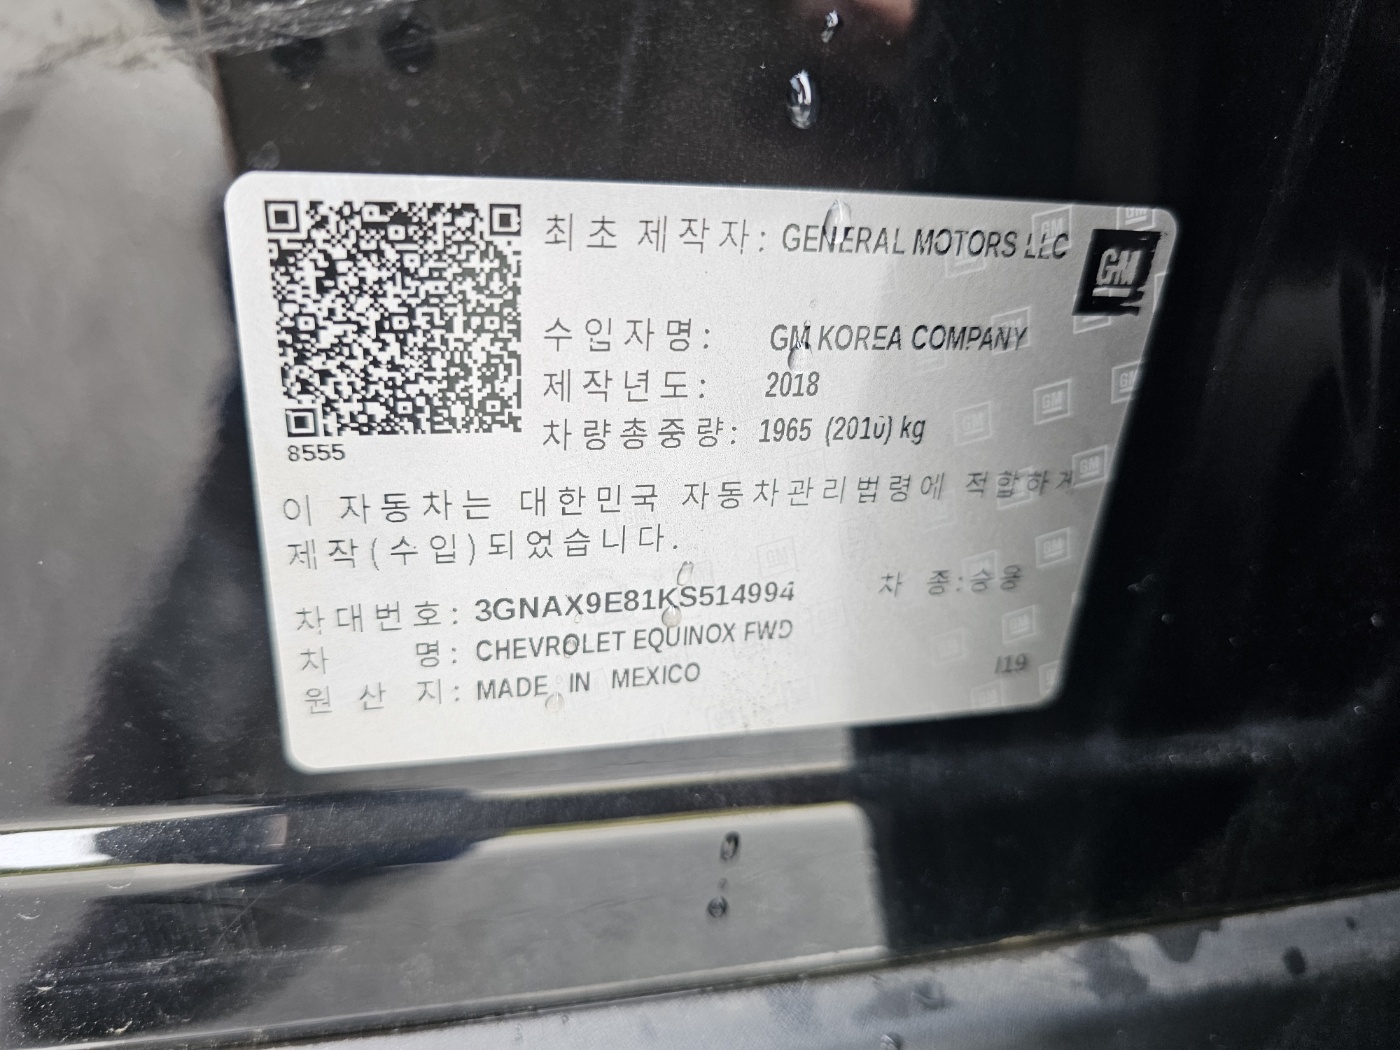 최초 제작자: GENERAL MOTORS LLC
GM
수입자명: GM KOREA COMPANY
제작년도: 2018
차량총중량: 1965 (2010) kg
8555
이 자동차는 대한민국 자동차관리법령에 적합하게
제작(수입)되었습니다.
차대번호: 3GNAX9E81KS514994
차종:승용
차 명: CHEVROLET EQUINOX FWD
원 산 지: MADE IN MEXICO
/19